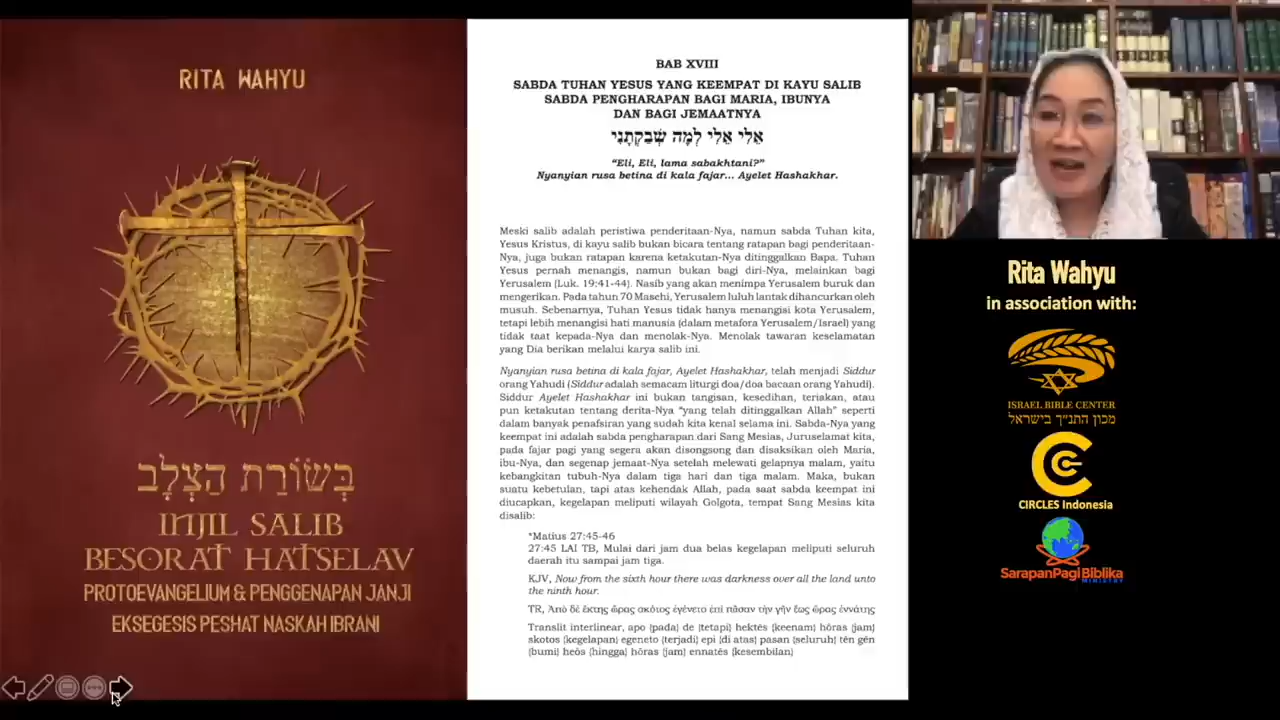 RITA WAHYU
בְּשׂוֹרַת הַצְּלָב
INJIL SALIB
BESORAT HATSELAV
PROTOEVANGELIUM & PENGGENAPAN JANJI
EKSEGESIS PESHAT NASKAH IBRANI
BAB XVIII
SABDA TUHAN YESUS YANG KEEMPAT DI KAYU SALIB
SABDA PENGHARAPAN BAGI MARIA, IBUNYA
DAN BAGI JEMAATNYA
אֵלִי אֵלִי לְמָה שְׁבַקְתָּנִי
"Eli, Eli, lama sabakhtani?"
Nyanyian rusa betina di kala fajar... Ayelet Hashakhar.
Meski salib adalah peristiwa penderitaan-Nya, namun sabda Tuhan kita,
Yesus Kristus, di kayu salib bukan bicara tentang ratapan bagi penderitaan-
Nya, juga bukan ratapan karena ketakutan-Nya ditinggalkan Bapa. Tuhan
Yesus pernah menangis, namun bukan bagi diri-Nya, melainkan bagi
Yerusalem (Luk. 19:41-44). Nasib yang akan menimpa Yerusalem buruk dan
mengerikan. Pada tahun 70 Masehi, Yerusalem luluh lantak dihancurkan oleh
musuh. Sebenarnya, Tuhan Yesus tidak hanya menangisi kota Yerusalem,
tetapi lebih menangisi hati manusia (dalam metafora Yerusalem/Israel) yang
tidak taat kepada-Nya dan menolak-Nya. Menolak tawaran keselamatan
yang Dia berikan melalui karya salib ini.
Nyanyian rusa betina di kala fajar, Ayelet Hashakhar, telah menjadi Siddur
orang Yahudi (Siddur adalah semacam liturgi doa/doa bacaan orang Yahudi).
Siddur Ayelet Hashakhar ini bukan tangisan, kesedihan, teriakan, atau
pun ketakutan tentang derita-Nya "yang telah ditinggalkan Allah" seperti
dalam banyak penafsiran yang sudah kita kenal selama ini. Sabda-Nya yang
keempat ini adalah sabda pengharapan dari Sang Mesias, Juruselamat kita,
pada fajar pagi yang segera akan disongsong dan disaksikan oleh Maria,
ibu-Nya, dan segenap jemaat-Nya setelah melewati gelapnya malam, yaitu
kebangkitan tubuh-Nya dalam tiga hari dan tiga malam. Maka, bukan
suatu kebetulan, tapi atas kehendak Allah, pada saat sabda keempat ini
diucapkan, kegelapan meliputi wilayah Golgota, tempat Sang Mesias kita
disalib:
*Matius 27:45-46
27:45 LAI TB, Mulai dari jam dua belas kegelapan meliputi seluruh
daerah itu sampai jam tiga.
KJV, Now from the sixth hour there was darkness over all the land unto
the ninth hour.
TR, Ἀπὸ δὲ ἕκτης ὥρας σκότος ἐγένετο ἐπὶ πᾶσαν τὴν γῆν ἕως ὥρας ἐννάτης
Translit interlinear, apo {pada} de {tetapi} hektês {keenam} hôras {jam}
skotos {kegelapan} egeneto {terjadi} epi {di atas} pasan {seluruh} tên gên
{bumi} heôs {hingga} hôras {jam} ennatês {kesembilan}
Rita Wahyu
in association with:
ISRAEL BIBLE CENTER
מכון התנ"ך בישראל
CIRCLES Indonesia
SarapanPagi Biblika
MINISTRY